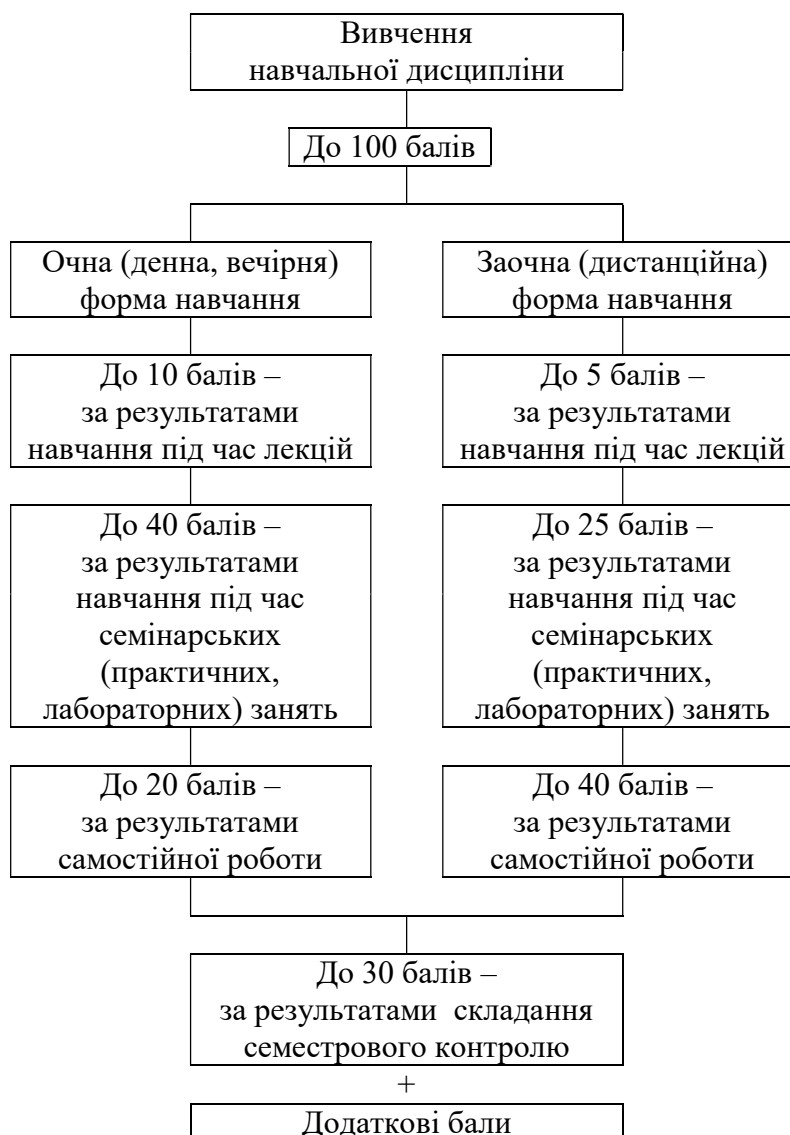 Вивчення
навчальної дисципліни
До 100 балів
Очна (денна, вечірня)
форма навчання
До 10 балів –
за результатами
навчання під час лекцій
До 40 балів –
за результатами
навчання під час
семінарських
(практичних,
лабораторних) занять
До 20 балів –
за результатами
самостійної роботи
Заочна (дистанційна)
форма навчання
До 5 балів –
за результатами
навчання під час лекцій
До 25 балів –
за результатами
навчання під час
семінарських
(практичних,
лабораторних) занять
До 40 балів –
за результатами
самостійної роботи
До 30 балів –
за результатами складання
семестрового контролю
+
Додаткові бали